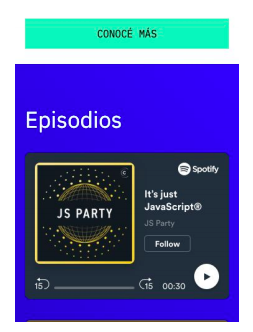 CONOCÉ MÁS
Episodios
Spotify
JS PARTY
It's just
JavaScript®
JS Party
Follow
15
15
00:30